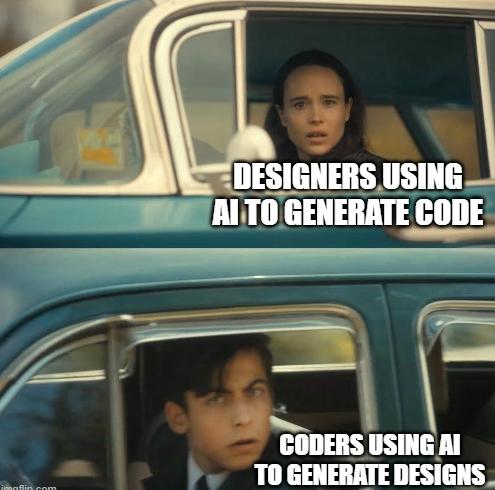 DESIGNERS USING
AI TO GENERATE CODE
CODERS USING AI
TO GENERATE DESIGNS
imgflip.com